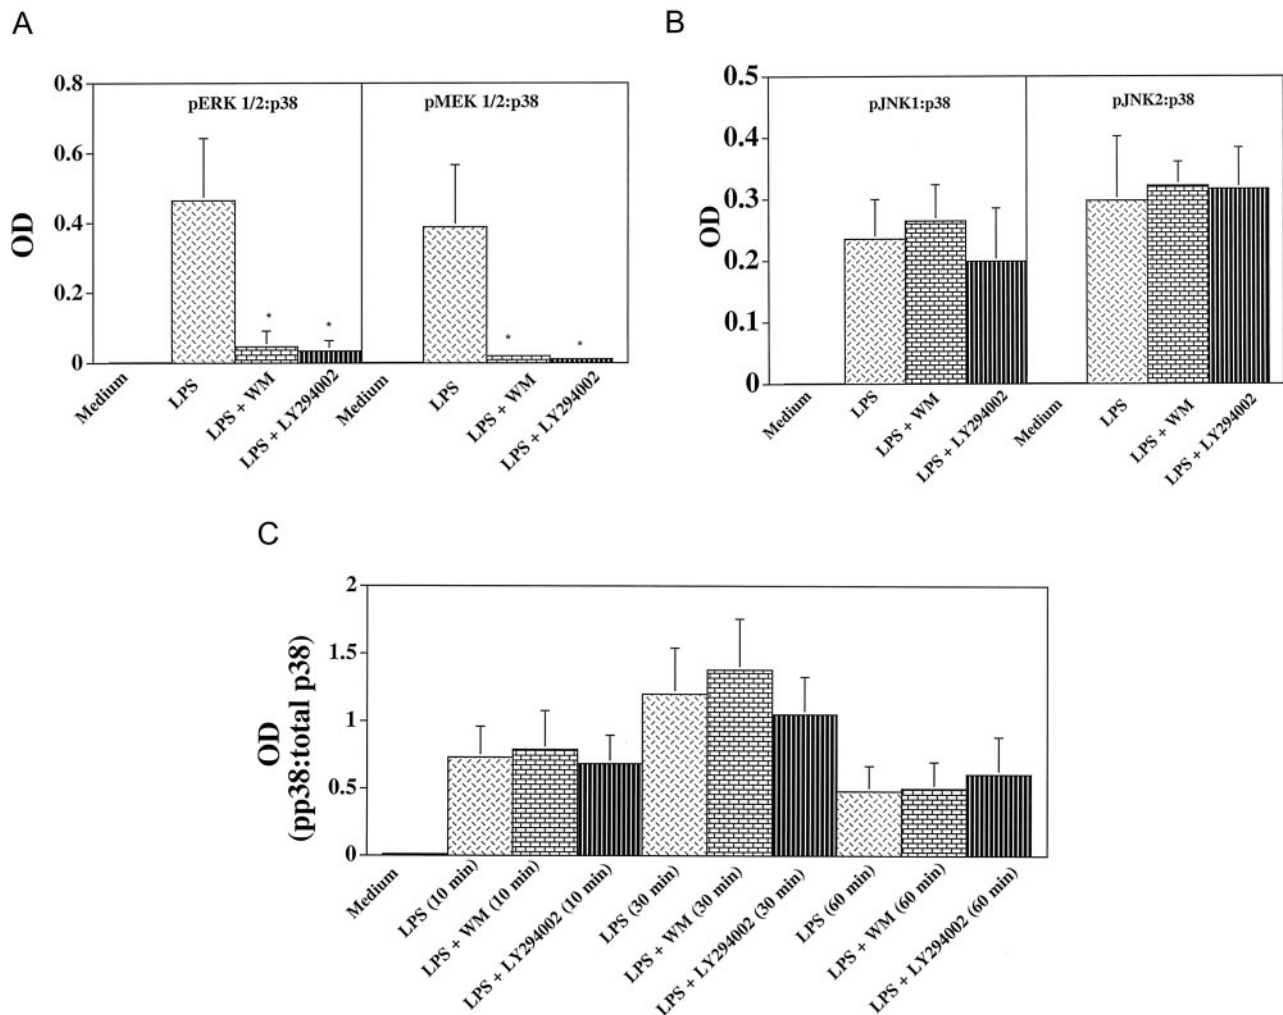 A
0.8
0.6
0.4
0.2
0
OD
pERK 1/2:p38
pMEK 1/2:p38
*
*
*
*
Medium
LPS
LPS + WM
LPS + LY294002
Medium
LPS
LPS + WM
LPS + LY294002
B
0.5
0.4
0.3
0.2
0.1
0
OD
pJNK1:p38
pJNK2:p38
Medium
LPS
LPS + WM
LPS + LY294002
Medium
LPS
LPS + WM
LPS + LY294002
C
2
1.5
1
0.5
0
OD
(pp38:total p38)
Medium
LPS (10 min)
LPS + WM (10 min)
LPS + LY294002 (10 min)
LPS (30 min)
LPS + WM (30 min)
LPS + LY294002 (30 min)
LPS (60 min)
LPS + WM (60 min)
LPS + LY294002 (60 min)